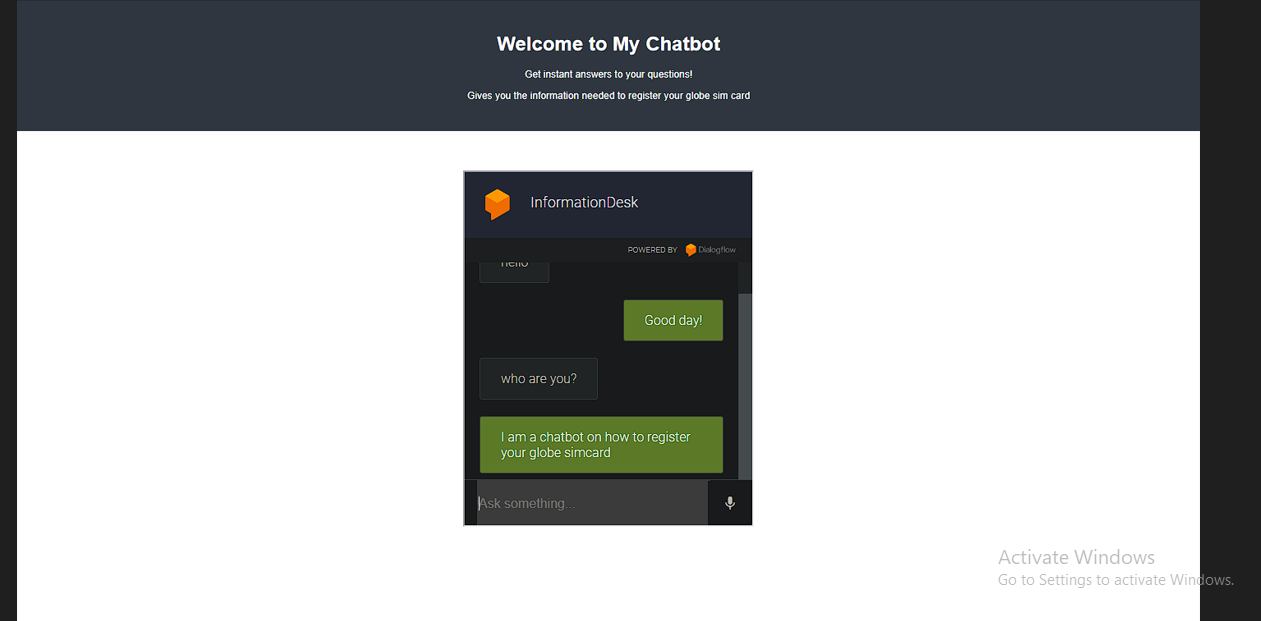 Welcome to My Chatbot
Get instant answers to your questions!
Gives you the information needed to register your globe sim card
InformationDesk
POWERED BY Dialogflow
hello
Good day!
who are you?
I am a chatbot on how to register
your globe simcard
Ask something...
Activate Windows
Go to Settings to activate Windows.